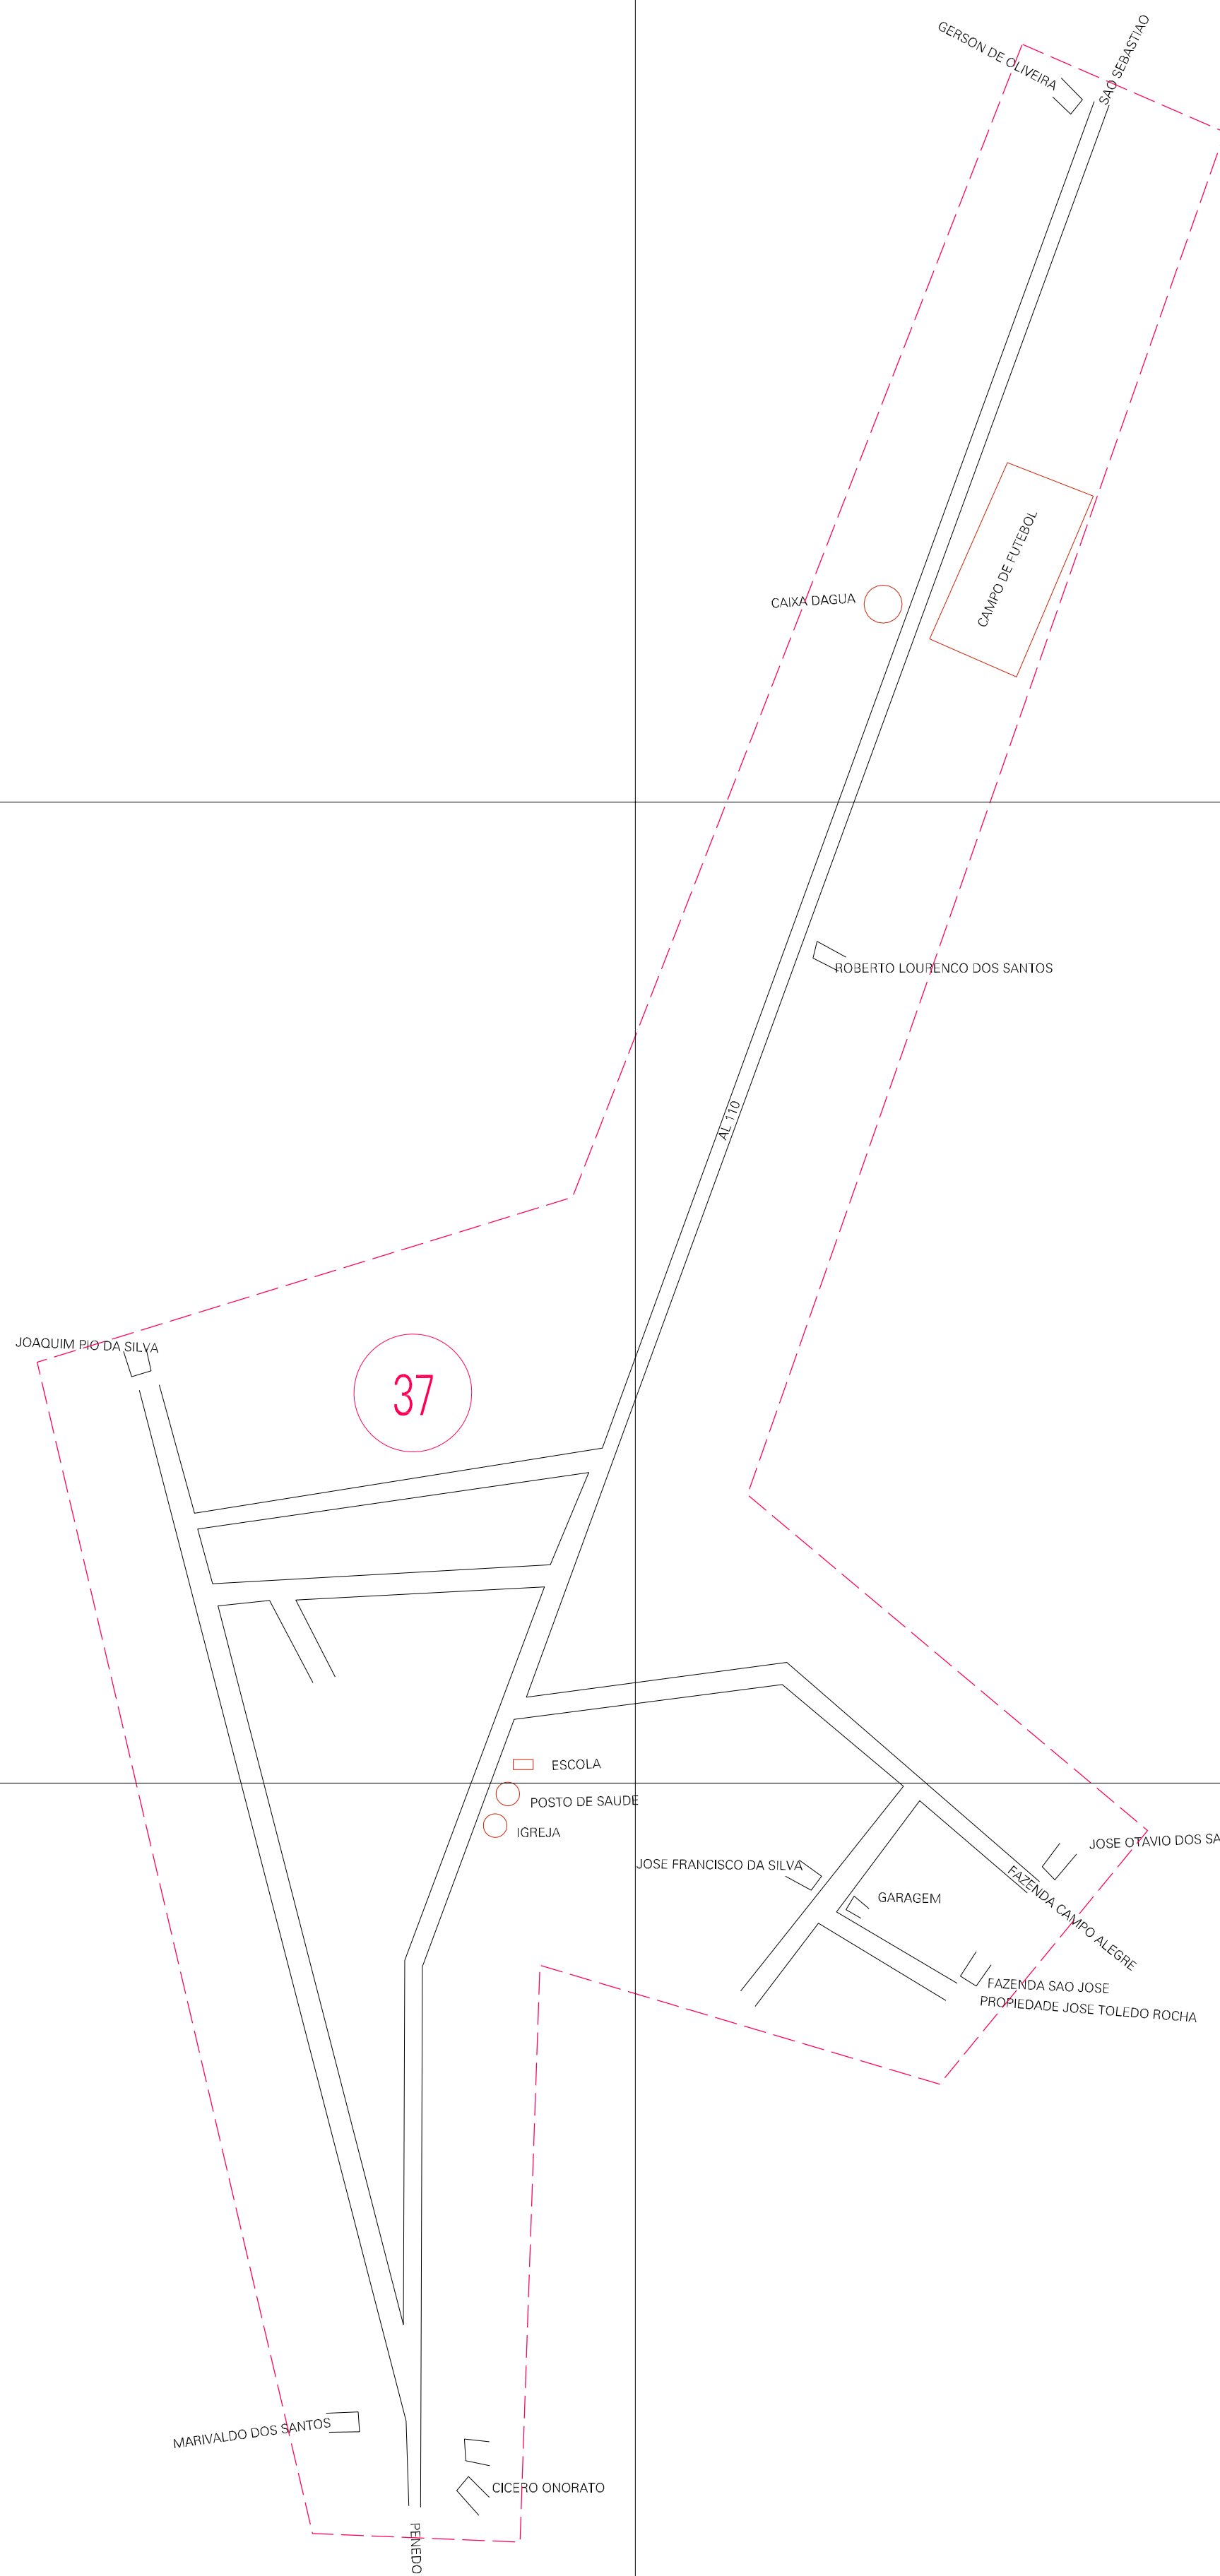 GERSON DE OLIVEIRA
SAO SEBASTIAO
CAMPO DE FUTEBOL
CAIXA DAGUA
ROBERTO LOURENCO DOS SANTOS
AL 110
JOAQUIM PIO DA SILVA
37
ESCOLA
POSTO DE SAUDE
IGREJA
JOSE OTAVIO DOS SA
JOSE FRANCISCO DA SILVA
GARAGEM
FAZENDA CAMPO ALEGRE
FAZENDA SAO JOSE
PROPIEDADE JOSE TOLEDO ROCHA
MARIVALDO DOS SANTOS
CICERO ONORATO
PENEDO